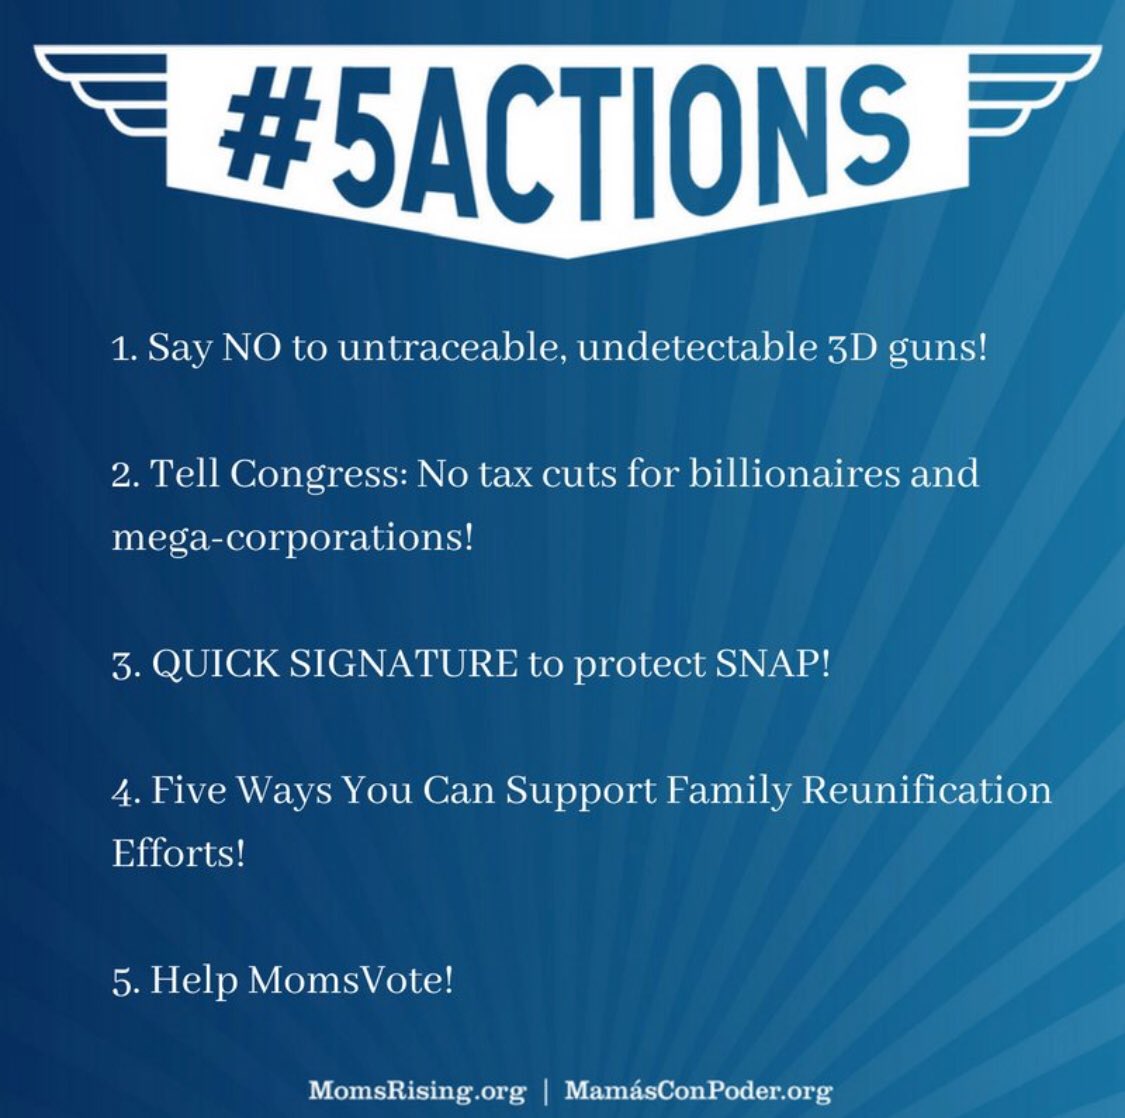 #5ACTIONS
1. Say NO to untraceable, undetectable 3D guns!
2. Tell Congress: No tax cuts for billionaires and
mega-corporations!
3. QUICK SIGNATURE to protect SNAP!
4. Five Ways You Can Support Family Reunification
Efforts!
5. Help MomsVote!
MomsRising.org | MamásConPoder.org